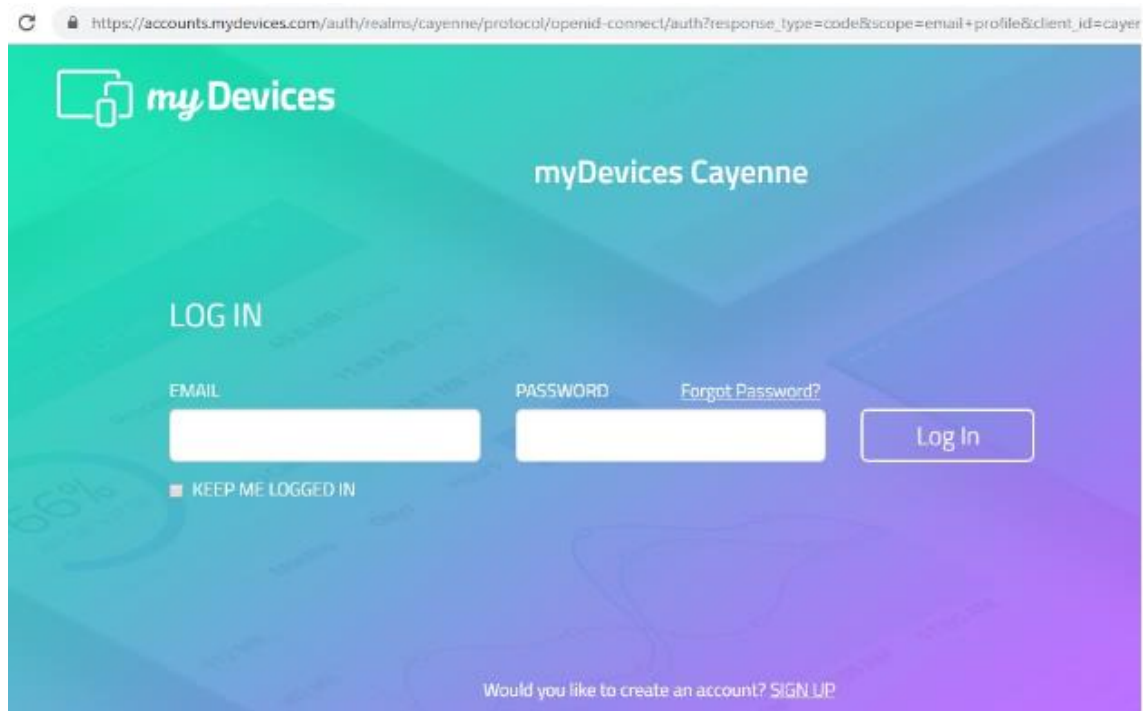 https://accounts.mydevices.com/auth/realms/cayenne/protocol/openid-connect/auth?response_type=code&scope=email+profile&client_id=cayen
my Devices
myDevices Cayenne
LOG IN
EMAIL PASSWORD Forgot Password?
Log In
KEEP ME LOGGED IN
66%
Would you like to create an account? SIGN UP